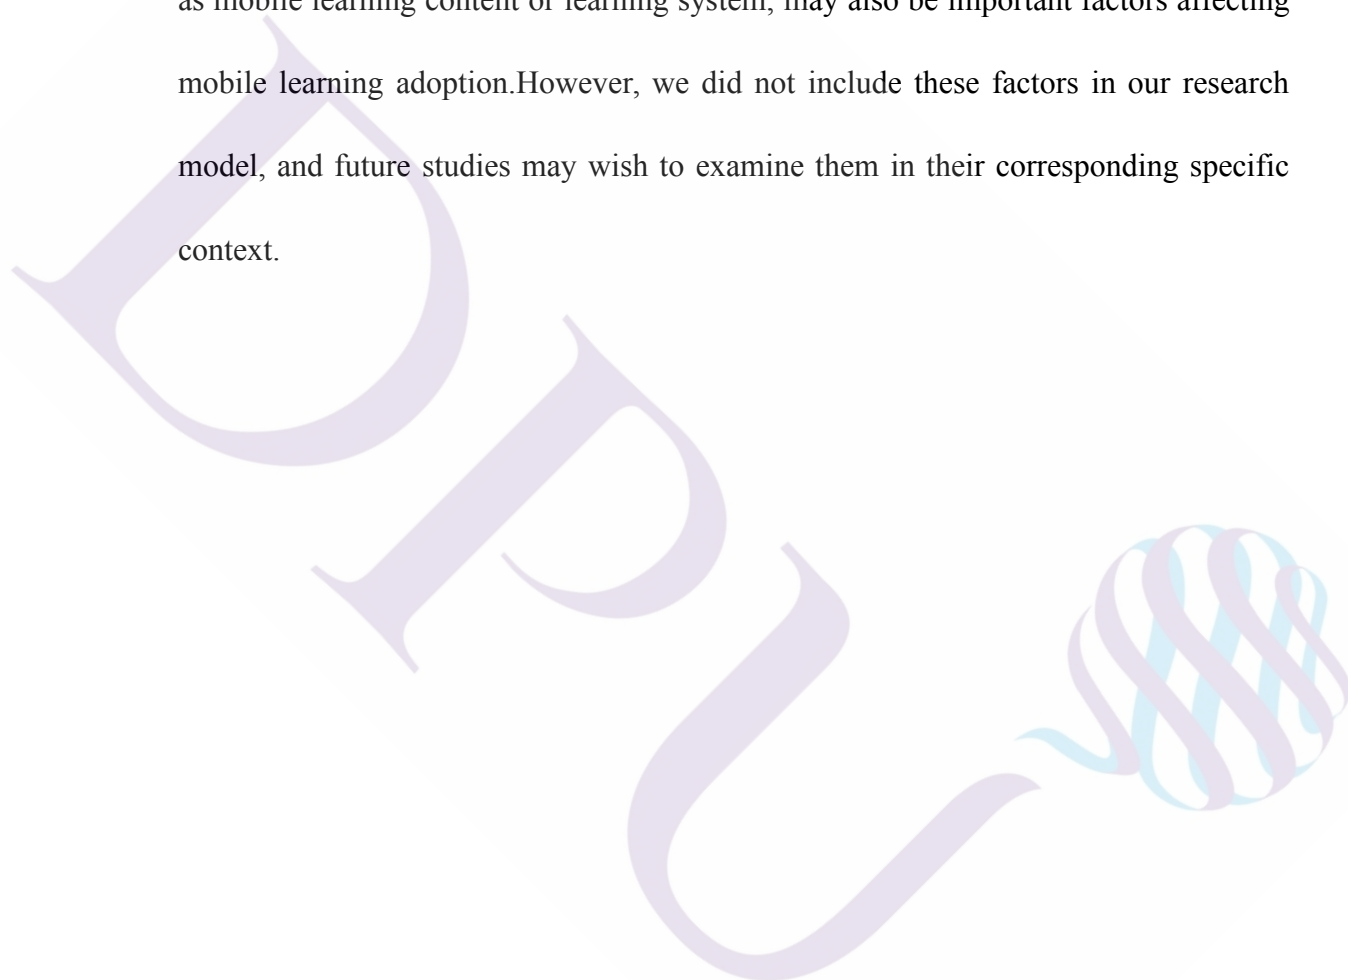 as mobile learning content or learning system, may also be important factors affecting
mobile learning adoption.However, we did not include these factors in our research
model, and future studies may wish to examine them in their corresponding specific
context.
DPU